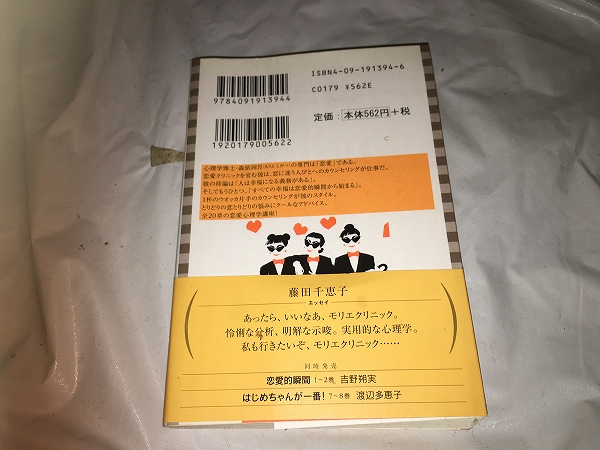 ISBN4-09-191394-6
9784091913944
C0179 ¥562E
定価：本体562円+税
1920179005622
心理学博士・森依四月(もりえしがつ)の専門は「恋愛」である。
恋愛クリニックを営む彼は、恋に迷う人びとへのカウンセリングが仕事だ。
彼の持論は「人は幸福になる義務がある」。
そしてもうひとつ、「すべての幸福は恋愛的瞬間から始まる」。
1杯のウオッカ片手のカウンセリングが彼のスタイル。
とりどりの恋とりどりの悩みにクールなアドバイス、
全20章の恋愛心理学講座!
藤田千恵子
エッセイ
あったら、いいなあ、モリエクリニック。
怜悧な分析、明解な示唆。実用的な心理学。
私も行きたいぞ、モリエクリニック……
同時発売
恋愛的瞬間 1〜2巻 吉野朔実
はじめちゃんが一番! 7〜8巻 渡辺多恵子